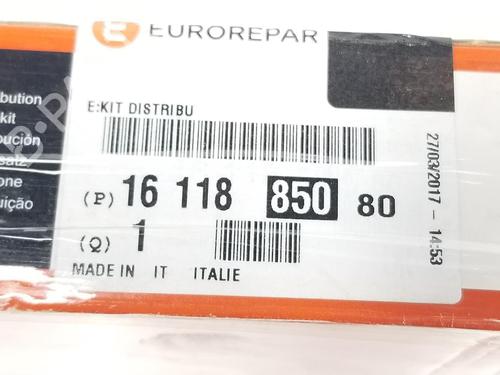 EUROREPAR
E:KIT DISTRIBU
(P) 16 118 850 80
(Q) 1
MADE IN IT ITALIE
27/03/2017 - 14:53
bution
kit
bución
satz
one
uição